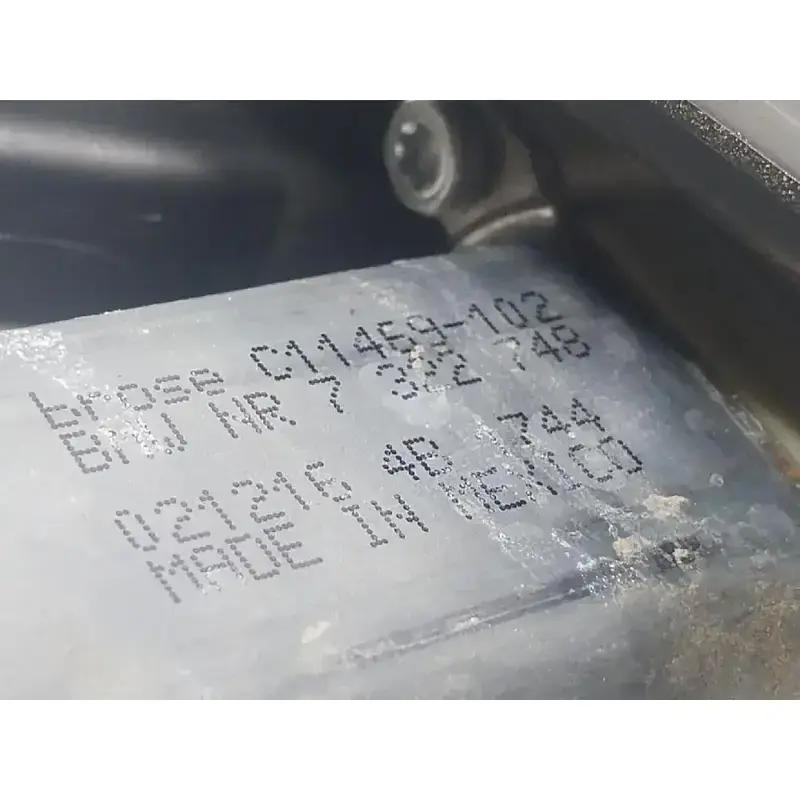 brose C11469-102
BMW NR 7 322 748
021216 4B 744
MADE IN MEXICO